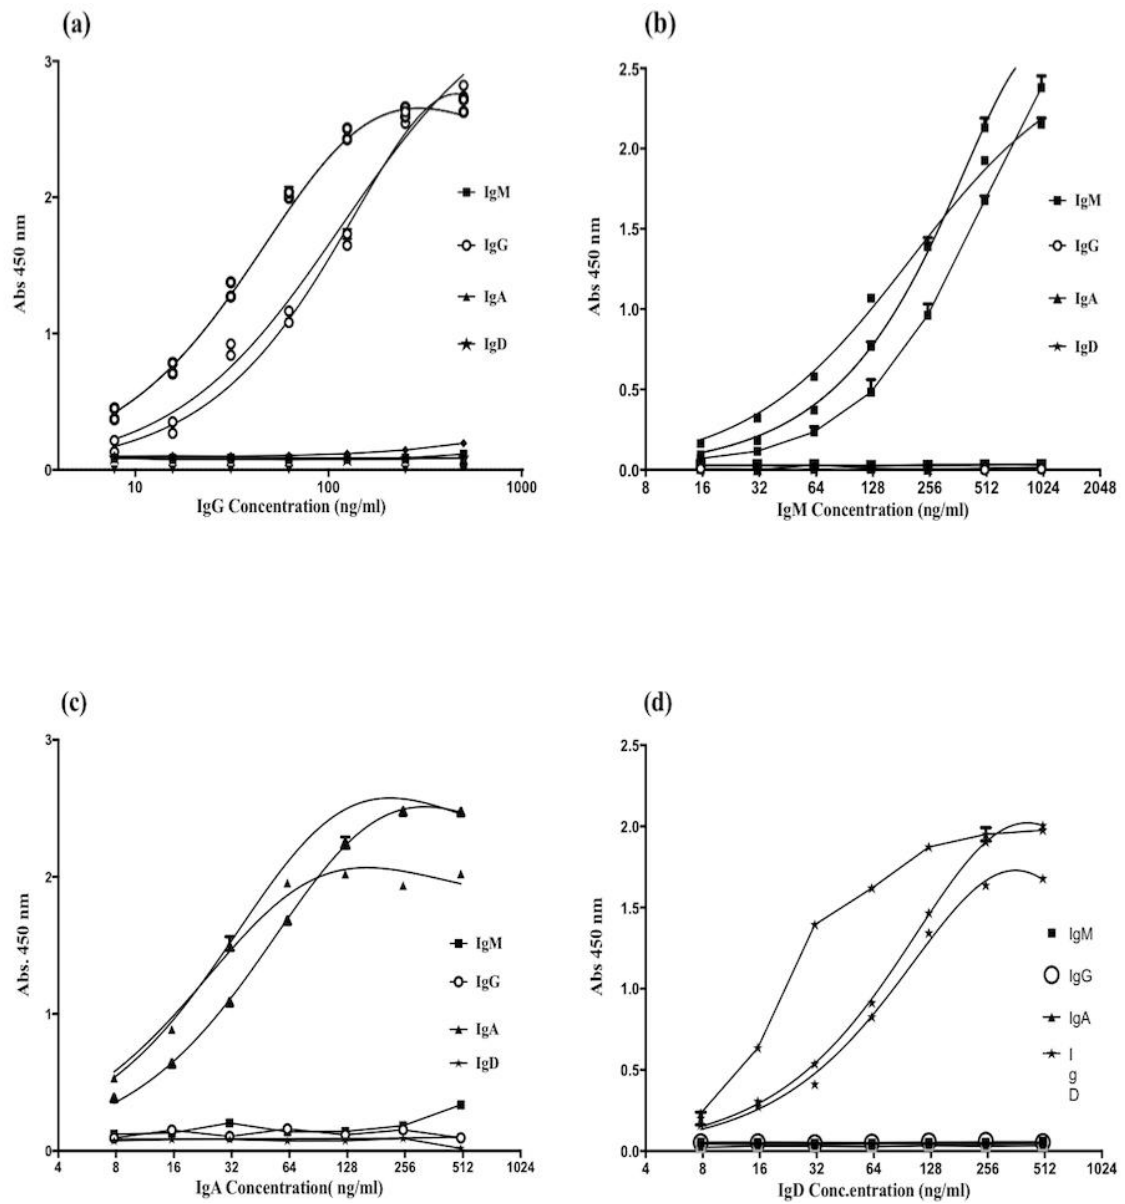 (a)
3
2
1
0
Abs 450 nm
10
100
1000
IgG Concentration (ng/ml)
IgM
IgG
IgA
IgD
(b)
2.5
2.0
1.5
1.0
0.5
0.0
Abs 450 nm
8
16
32
64
128
256
512
1024
2048
IgM Concentration (ng/ml)
IgM
IgG
IgA
IgD
(c)
3
2
1
0
Abs. 450 nm
4
8
16
32
64
128
256
512
1024
IgA Concentration( ng/ml)
IgM
IgG
IgA
IgD
(d)
2.5
2.0
1.5
1.0
0.5
0.0
Abs 450 nm
4
8
16
32
64
128
256
512
1024
IgD Conc.entration (ng/ml)
IgM
IgG
IgA
I
g
D